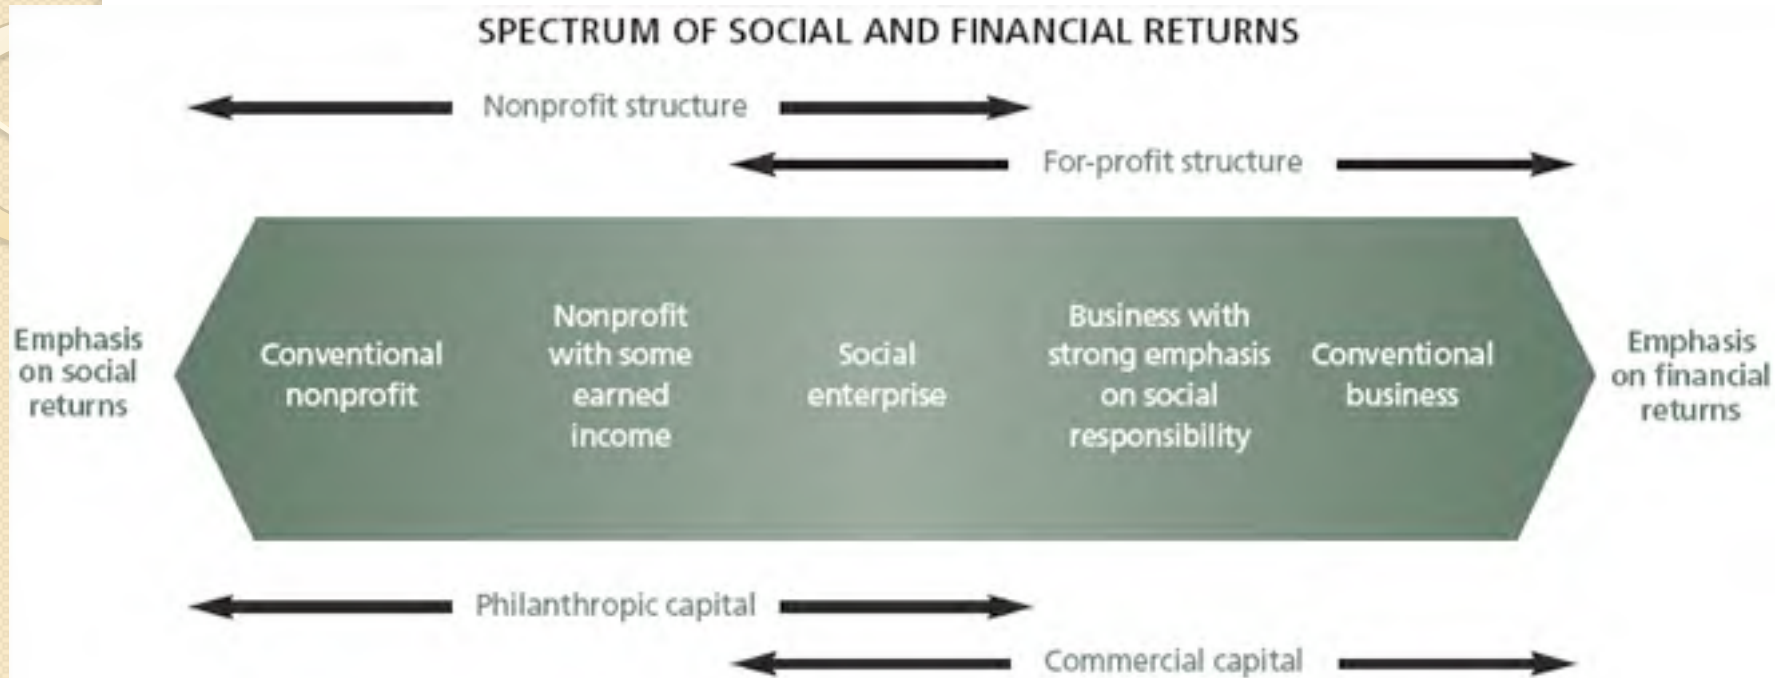 SPECTRUM OF SOCIAL AND FINANCIAL RETURNS
Nonprofit structure
For-profit structure
Emphasis
on social
returns
Conventional
nonprofit
Nonprofit
with some
earned
income
Social
enterprise
Business with
strong emphasis
on social
responsibility
Conventional
business
Emphasis
on financial
returns
Philanthropic capital
Commercial capital